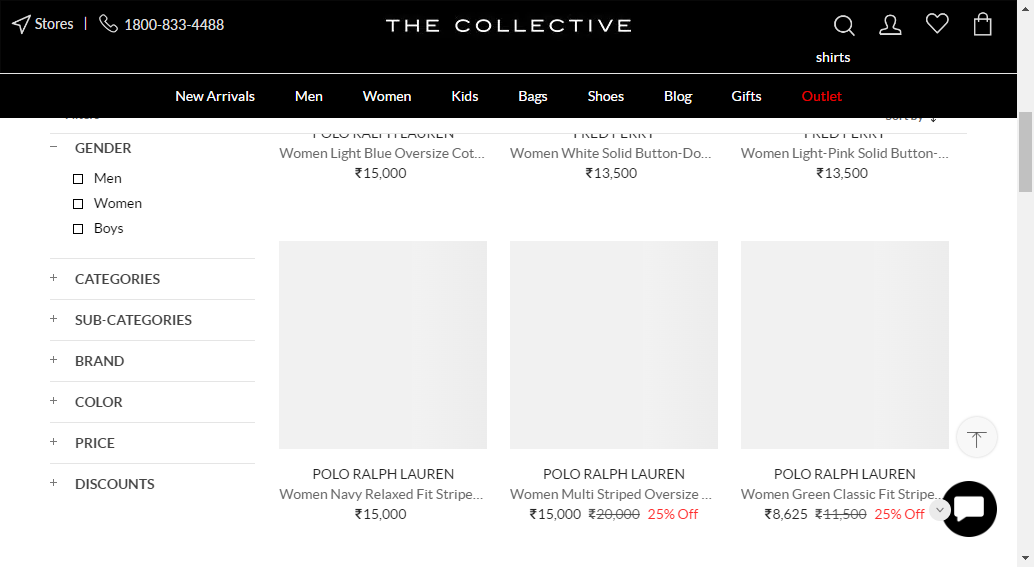 Stores | 1800-833-4488
THE COLLECTIVE
shirts
New Arrivals Men Women Kids Bags Shoes Blog Gifts Outlet
Filters
Sort by
GENDER
Men
Women
Boys
CATEGORIES
SUB-CATEGORIES
BRAND
COLOR
PRICE
DISCOUNTS
POLO RALPH LAUREN
Women Light Blue Oversize Cot...
₹15,000
FRED PERRY
Women White Solid Button-Do...
₹13,500
FRED PERRY
Women Light-Pink Solid Button-...
₹13,500
POLO RALPH LAUREN
Women Navy Relaxed Fit Stripe...
₹15,000
POLO RALPH LAUREN
Women Multi Striped Oversize ...
₹15,000 ₹20,000 25% Off
POLO RALPH LAUREN
Women Green Classic Fit Stripe...
₹8,625 ₹11,500 25% Off